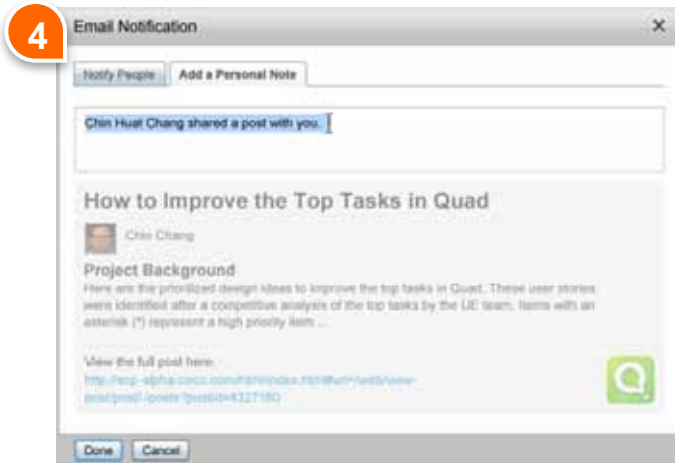 4
Email Notification
Notify People Add a Personal Note
Chin Huat Chang shared a post with you.
How to Improve the Top Tasks in Quad
Chin Chang
Project Background
Here are the prioritized design ideas to improve the top tasks in Quad. These user stories
were identified after a competitive analysis of the top tasks by the UE team. Items with an
asterisk (*) represent a high priority item ...
View the full post here:
Done Cancel